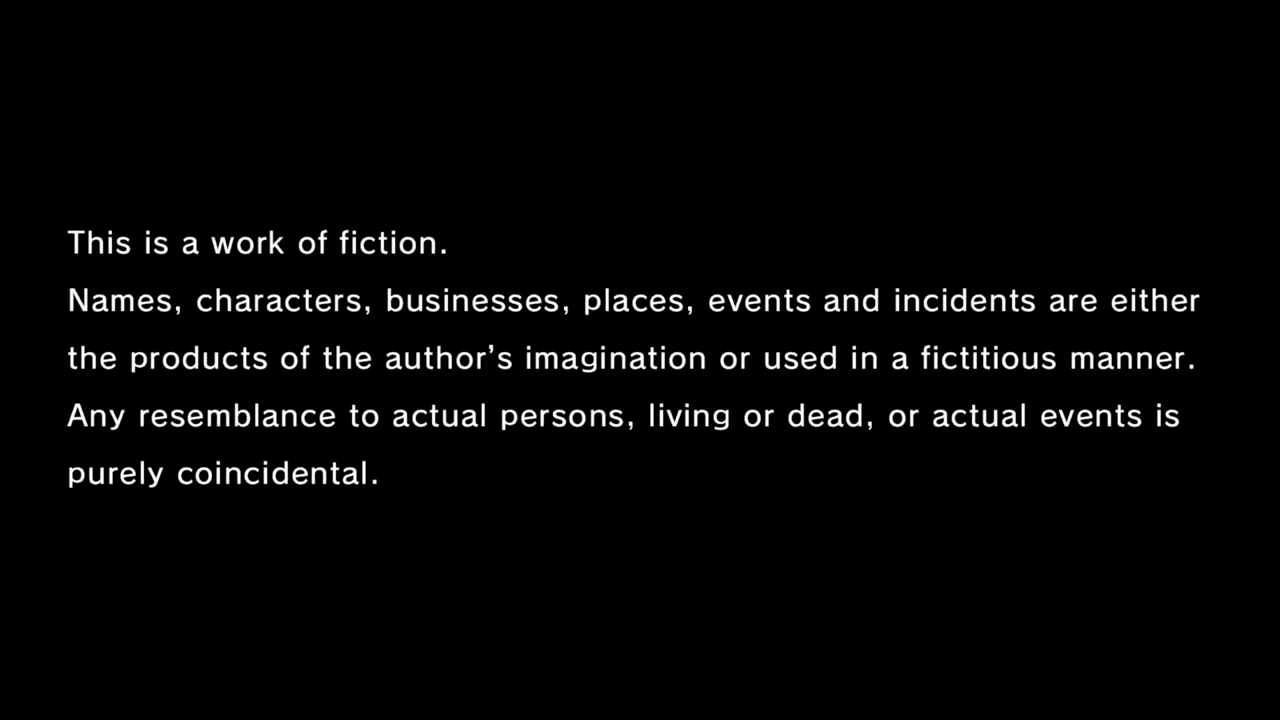 This is a work of fiction.
Names, characters, businesses, places, events and incidents are either
the products of the author’s imagination or used in a fictitious manner.
Any resemblance to actual persons, living or dead, or actual events is
purely coincidental.